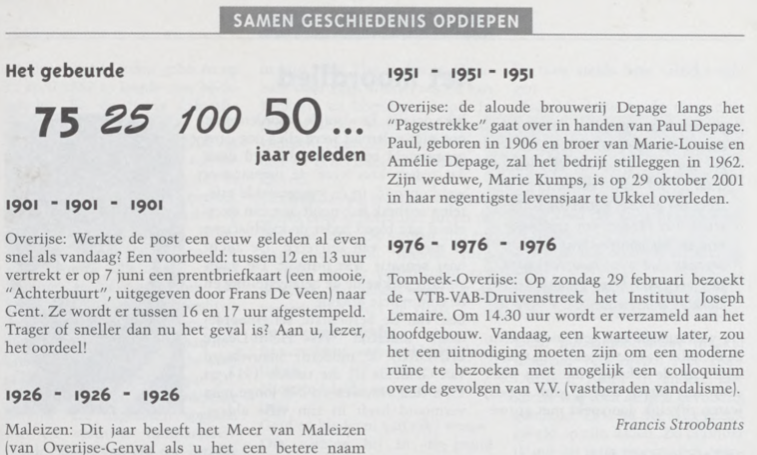 SAMEN GESCHIEDENIS OPDIEPEN
Het gebeurde
75 25 100 50 ...
jaar geleden
1901 - 1901 - 1901
Overijse: Werkte de post een eeuw geleden al even
snel als vandaag? Een voorbeeld: tussen 12 en 13 uur
vertrekt er op 7 juni een prentbriefkaart (een mooie,
“Achterbuurt”, uitgegeven door Frans De Veen) naar
Gent. Ze wordt er tussen 16 en 17 uur afgestempeld.
Trager of sneller dan nu het geval is? Aan u, lezer,
het oordeel!
1926 - 1926 - 1926
Maleizen: Dit jaar beleeft het Meer van Maleizen
(van Overijse-Genval als u het een betere naam
1951 - 1951 - 1951
Overijse: de aloude brouwerij Depage langs het
“Pagestrekke” gaat over in handen van Paul Depage.
Paul, geboren in 1906 en broer van Marie-Louise en
Amélie Depage, zal het bedrijf stilleggen in 1962.
Zijn weduwe, Marie Kumps, is op 29 oktober 2001
in haar negentigste levensjaar te Ukkel overleden.
1976 - 1976 - 1976
Tombeek-Overijse: Op zondag 29 februari bezoekt
de VTB-VAB-Druivenstreek het Instituut Joseph
Lemaire. Om 14.30 uur wordt er verzameld aan het
hoofdgebouw. Vandaag, een kwarteeuw later, zou
het een uitnodiging moeten zijn om een moderne
ruïne te bezoeken met mogelijk een colloquium
over de gevolgen van V.V. (vastberaden vandalisme).
Francis Stroobants